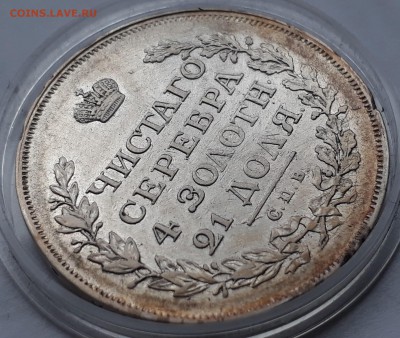 COINS.LAVE.RU
ЧИСТАГО
СЕРЕБРА
4 ЗОЛОТН.
21 ДОЛЯ
С.П.Б.